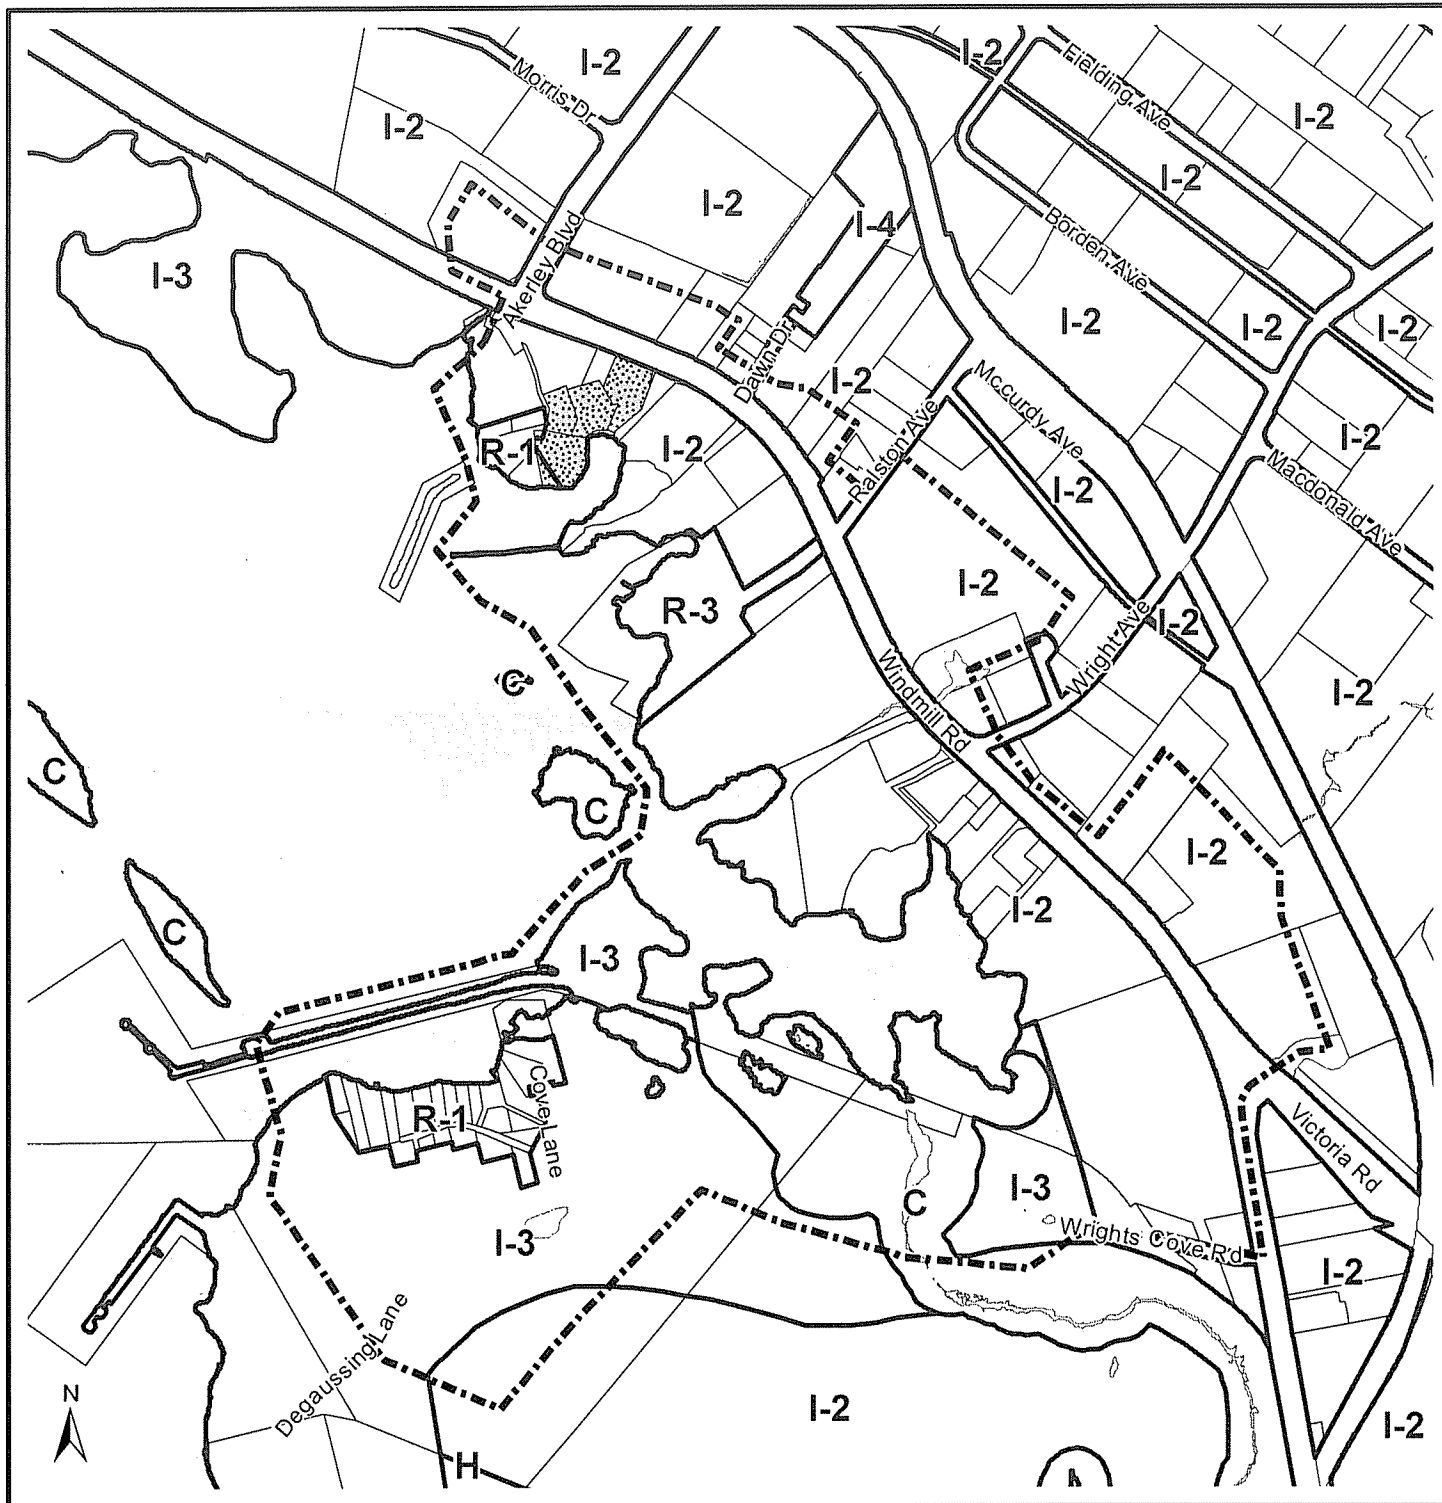 I-2
Morris Dr
I-2
I-2
Fielding Ave
I-2
I-2
I-2
I-4
Borden Ave
I-3
Akerley Blvd
I-2
I-2
I-2
Dawn Dr
I-2
Mccurdy Ave
Ralston Ave
R-1
I-2
I-2
I-2
Macdonald Ave
I-2
R-3
I-2
Wright Ave
C
Windmill Rd
I-2
C
C
I-2
C
I-2
I-3
R-1
Cove Lane
Victoria Rd
C
I-3
I-3
Wrights Cove Rd
I-2
Degaussing Lane
N
I-2
I-2
H